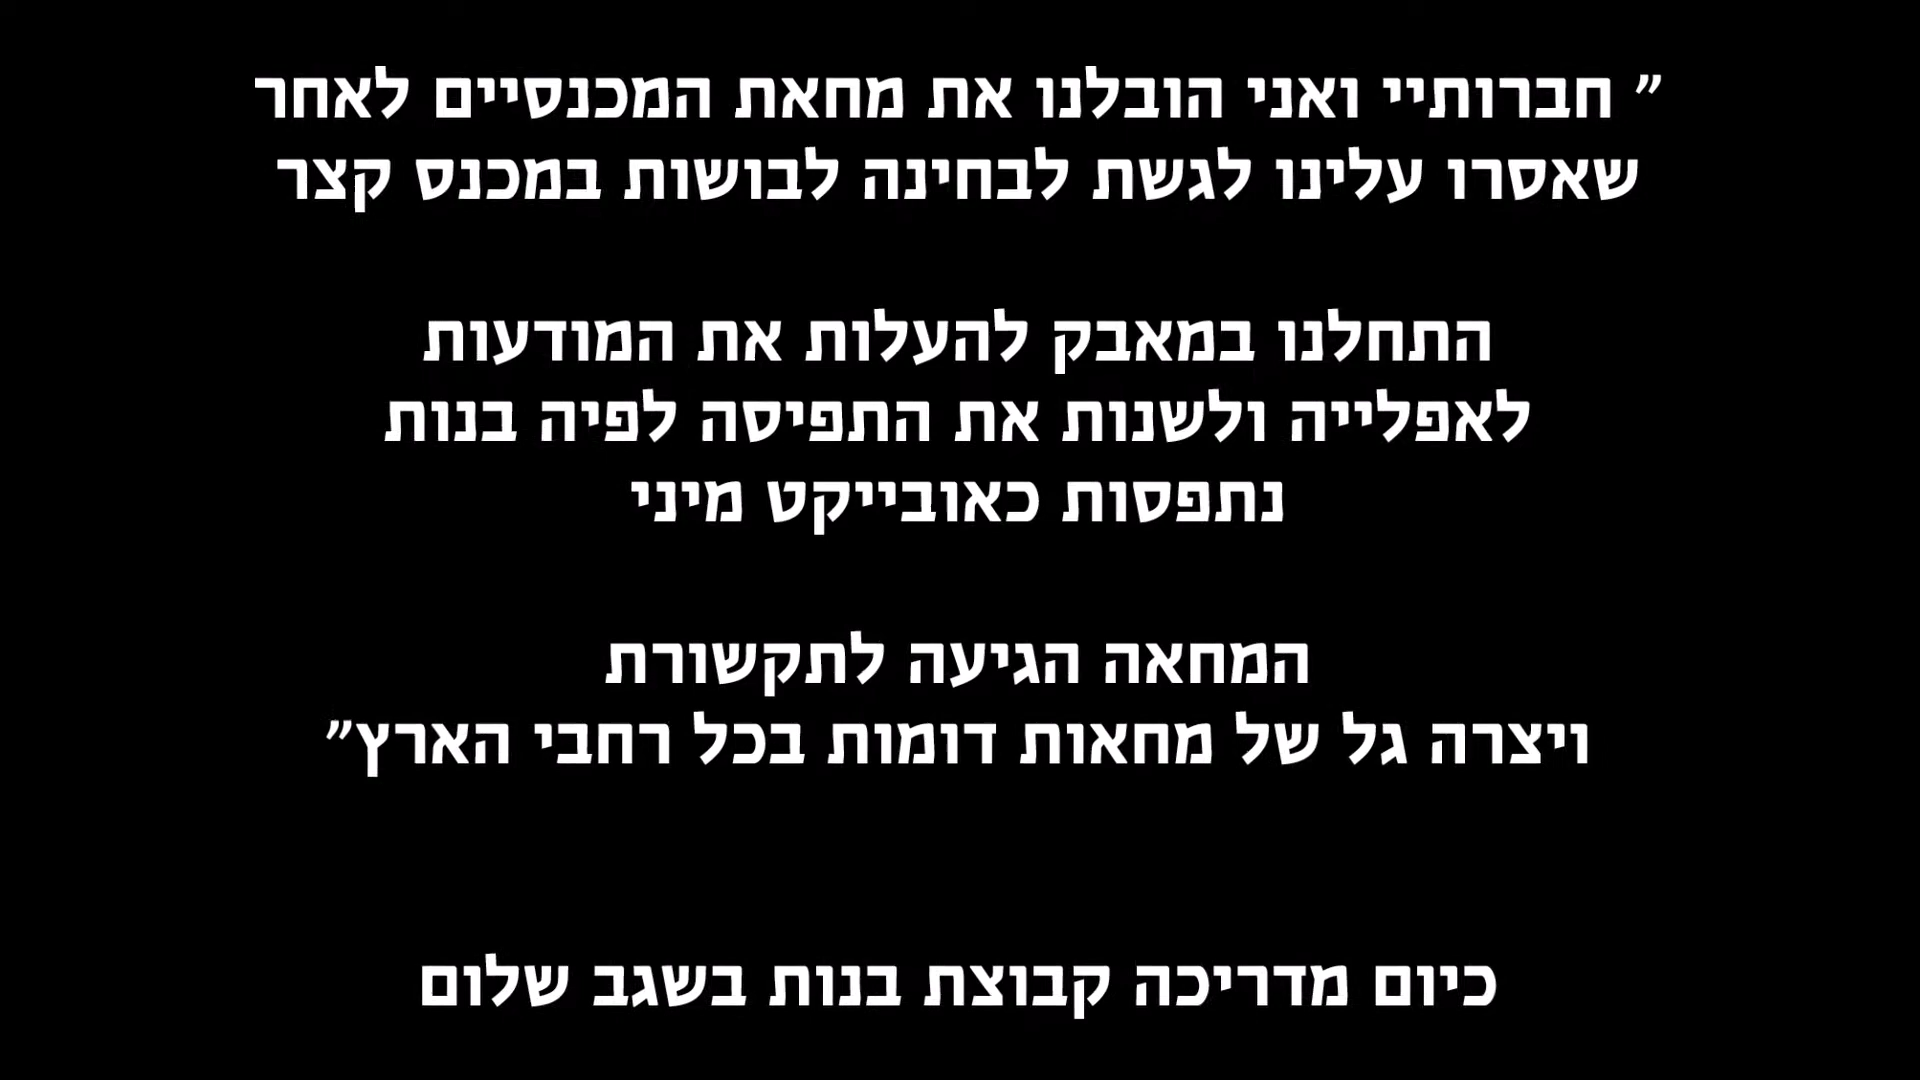 " חברותיי ואני הובלנו את מחאת המכנסיים לאחר
שאסרו עלינו לגשת לבחינה לבושות במכנס קצר
התחלנו במאבק להעלות את המודעות
לאפלייה ולשנות את התפיסה לפיה בנות
נתפסות כאובייקט מיני
המחאה הגיעה לתקשורת
ויצרה גל של מחאות דומות בכל רחבי הארץ"
כיום מדריכה קבוצת בנות בשגב שלום